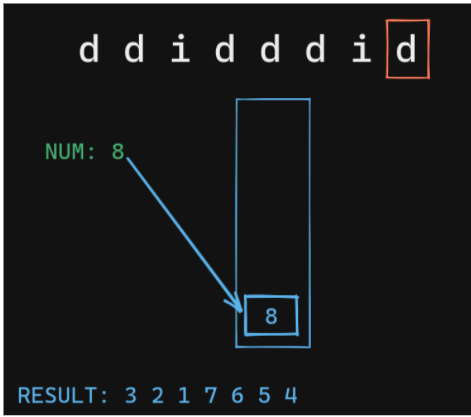 d d i d d d i d
NUM: 8
8
RESULT: 3 2 1 7 6 5 4